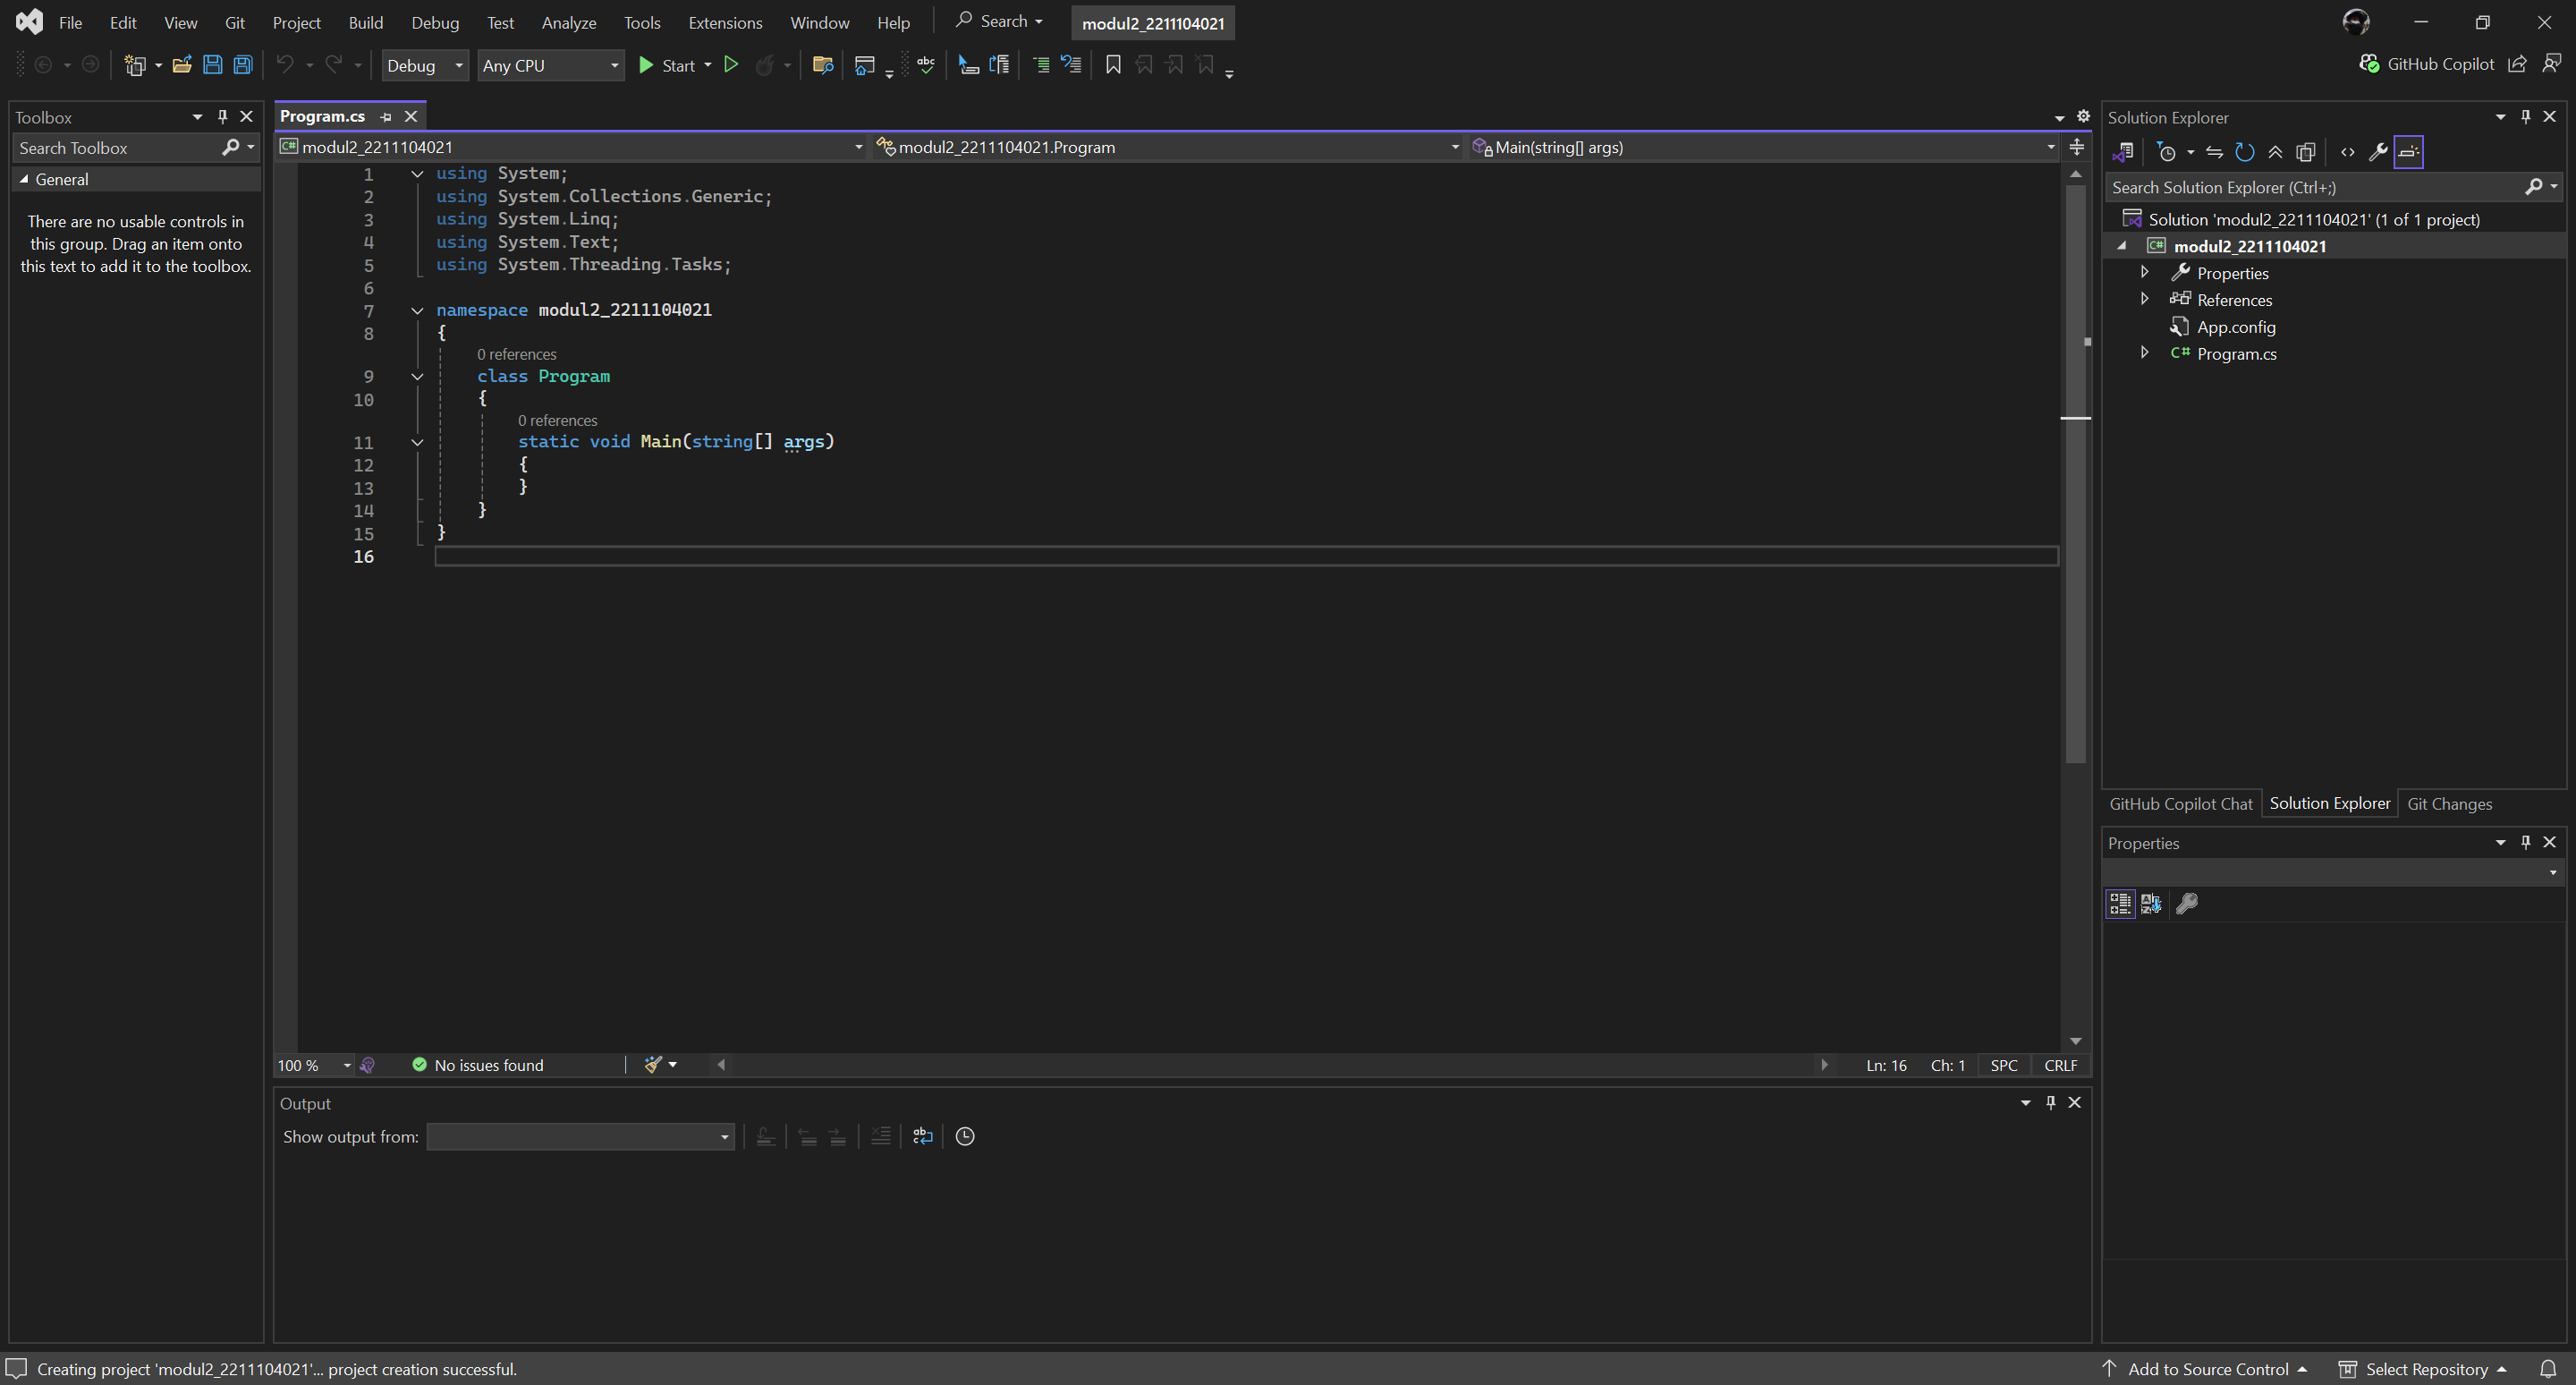 File Edit View Git Project Build Debug Test Analyze Tools Extensions Window Help Search modul2_2211104021
Debug Any CPU Start GitHub Copilot
Toolbox
Search Toolbox
General
There are no usable controls in
this group. Drag an item onto
this text to add it to the toolbox.
Program.cs
modul2_2211104021 modul2_2211104021.Program Main(string[] args)
1 using System;
2 using System.Collections.Generic;
3 using System.Linq;
4 using System.Text;
5 using System.Threading.Tasks;
6
7 namespace modul2_2211104021
8 {
0 references
9 class Program
10 {
0 references
11 static void Main(string[] args)
12 {
13 }
14 }
15 }
16
100 % No issues found Ln: 16 Ch: 1 SPC CRLF
Output
Show output from:
Solution Explorer
Search Solution Explorer (Ctrl+;)
Solution 'modul2_2211104021' (1 of 1 project)
C# modul2_2211104021
Properties
References
App.config
C# Program.cs
GitHub Copilot Chat Solution Explorer Git Changes
Properties
Creating project 'modul2_2211104021'... project creation successful. Add to Source Control Select Repository